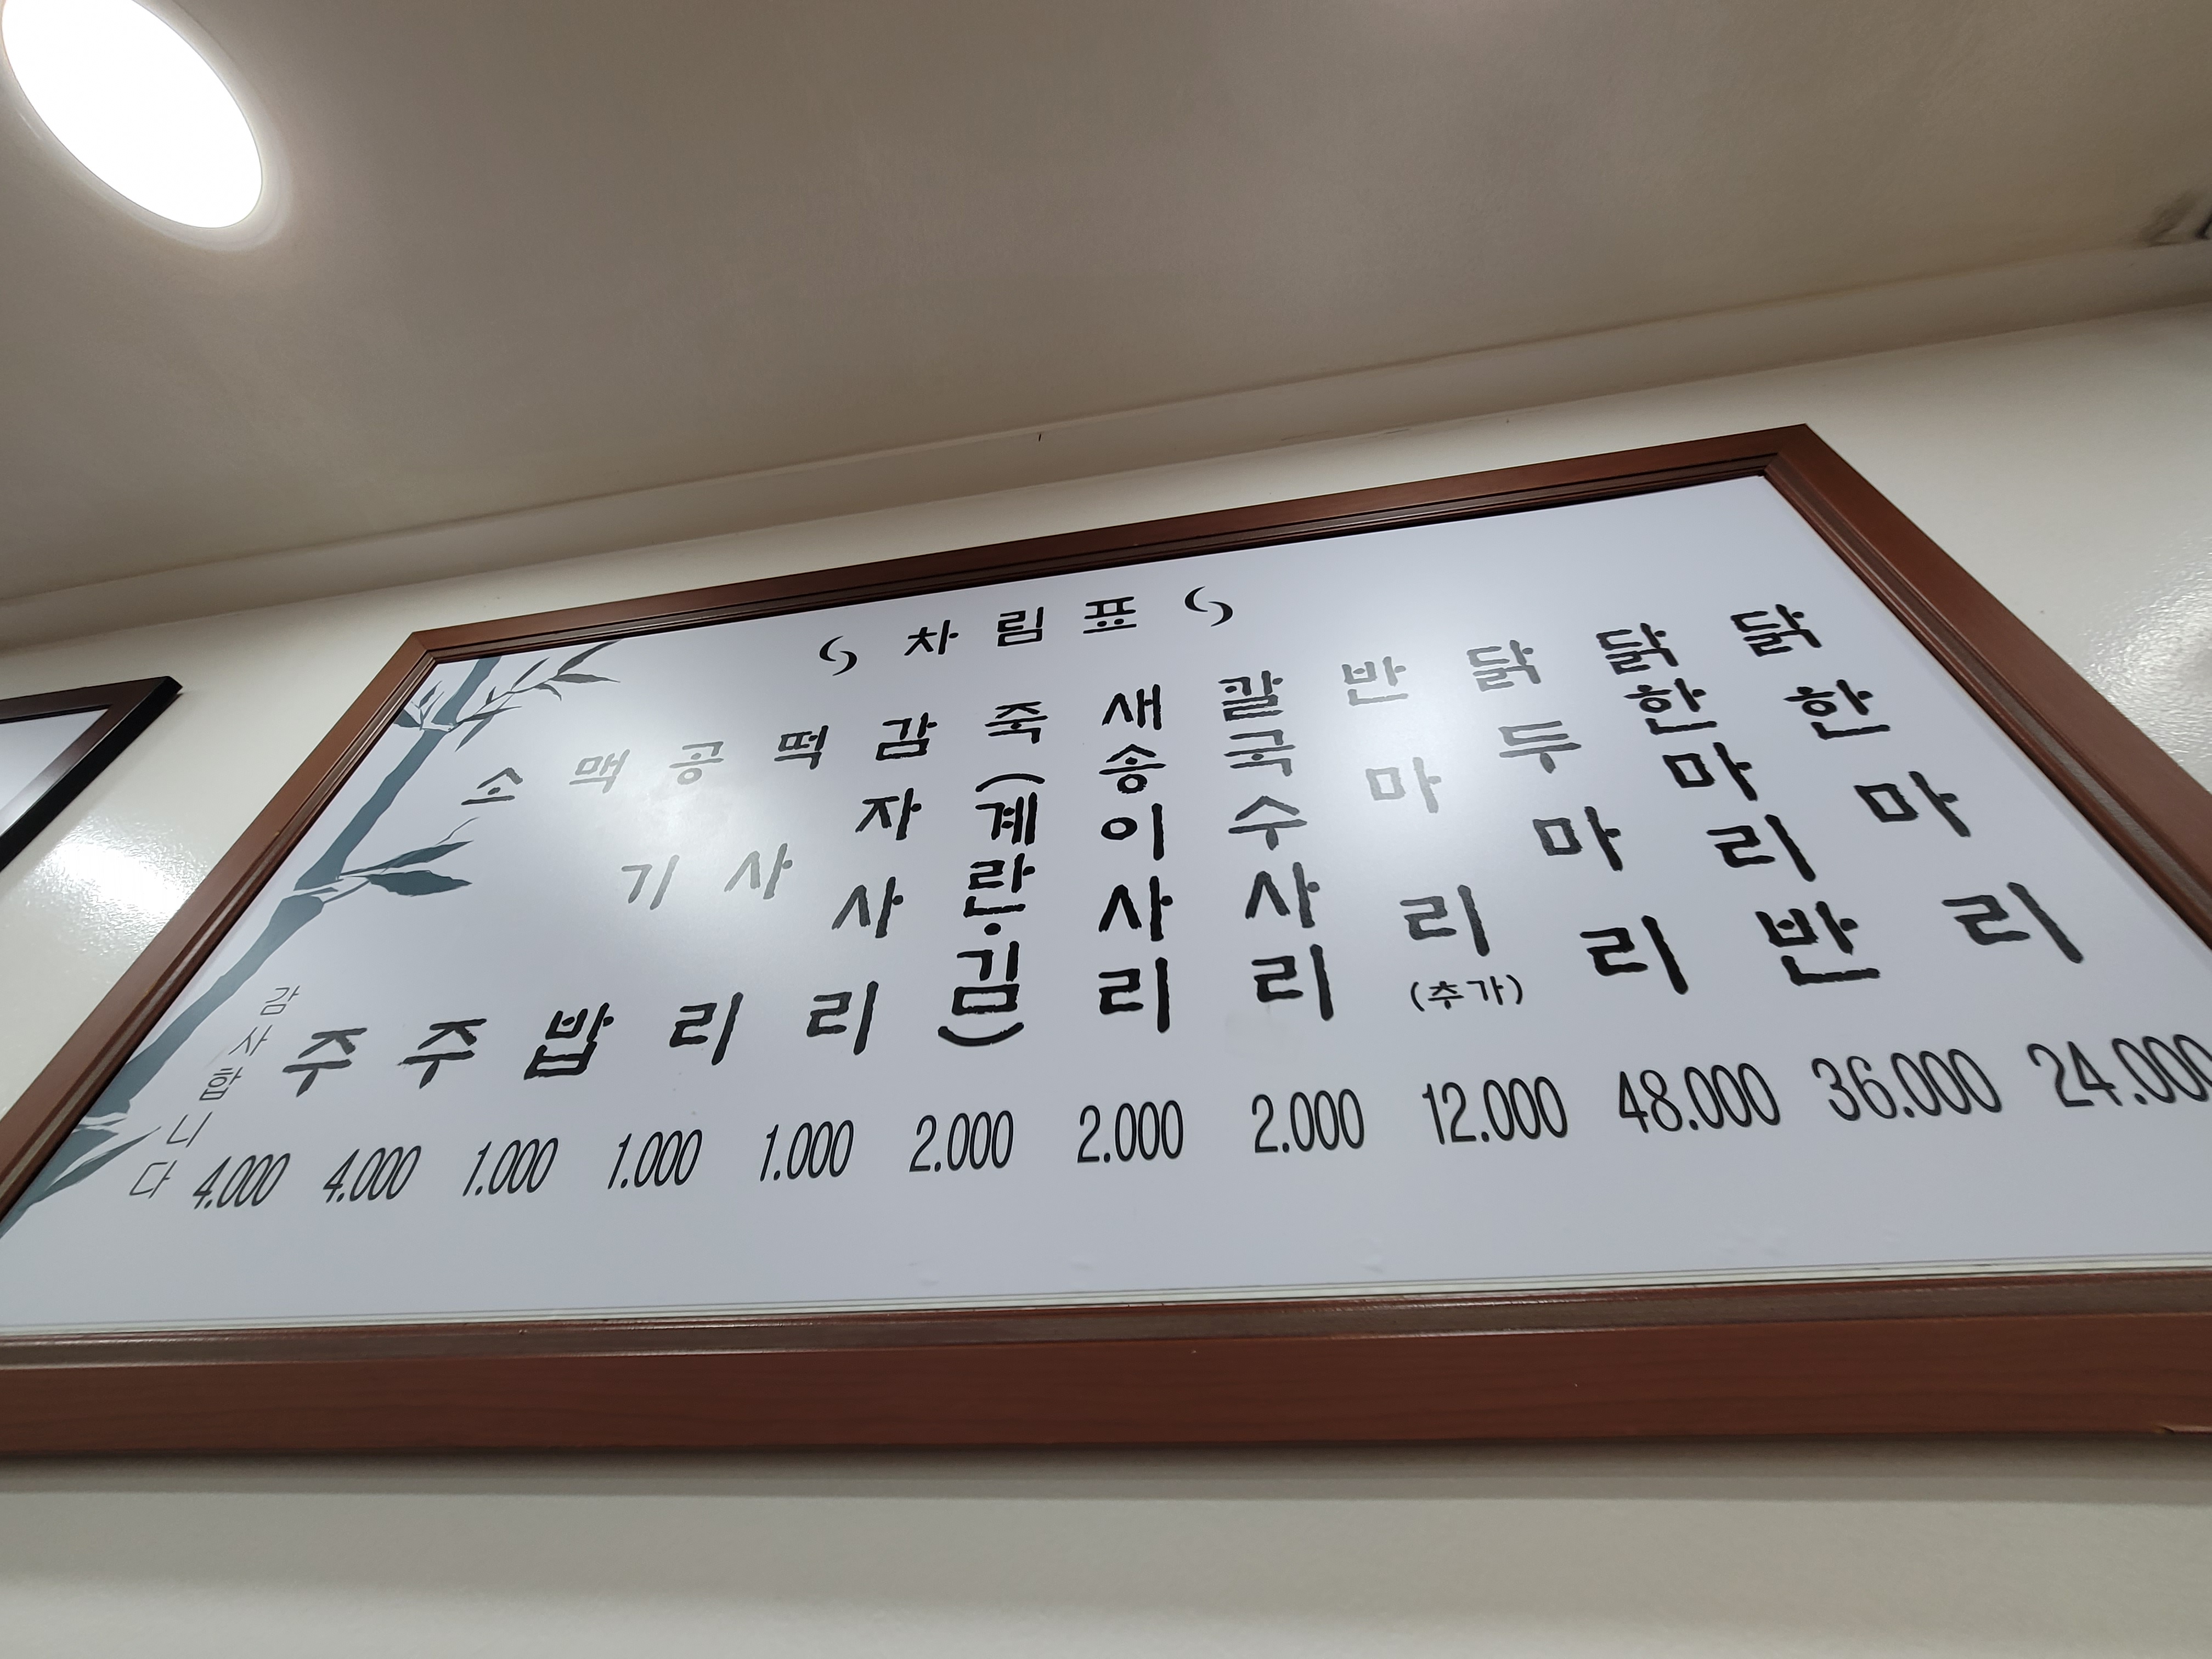 차림표
닭한마리 24.000
닭한마리반 36.000
닭두마리 48.000
반마리(추가) 12.000
칼국수사리 2.000
새송이사리 2.000
죽(계란·김) 2.000
감자사리 1.000
떡사리 1.000
공기밥 1.000
맥주 4.000
소주 4.000
감사합니다